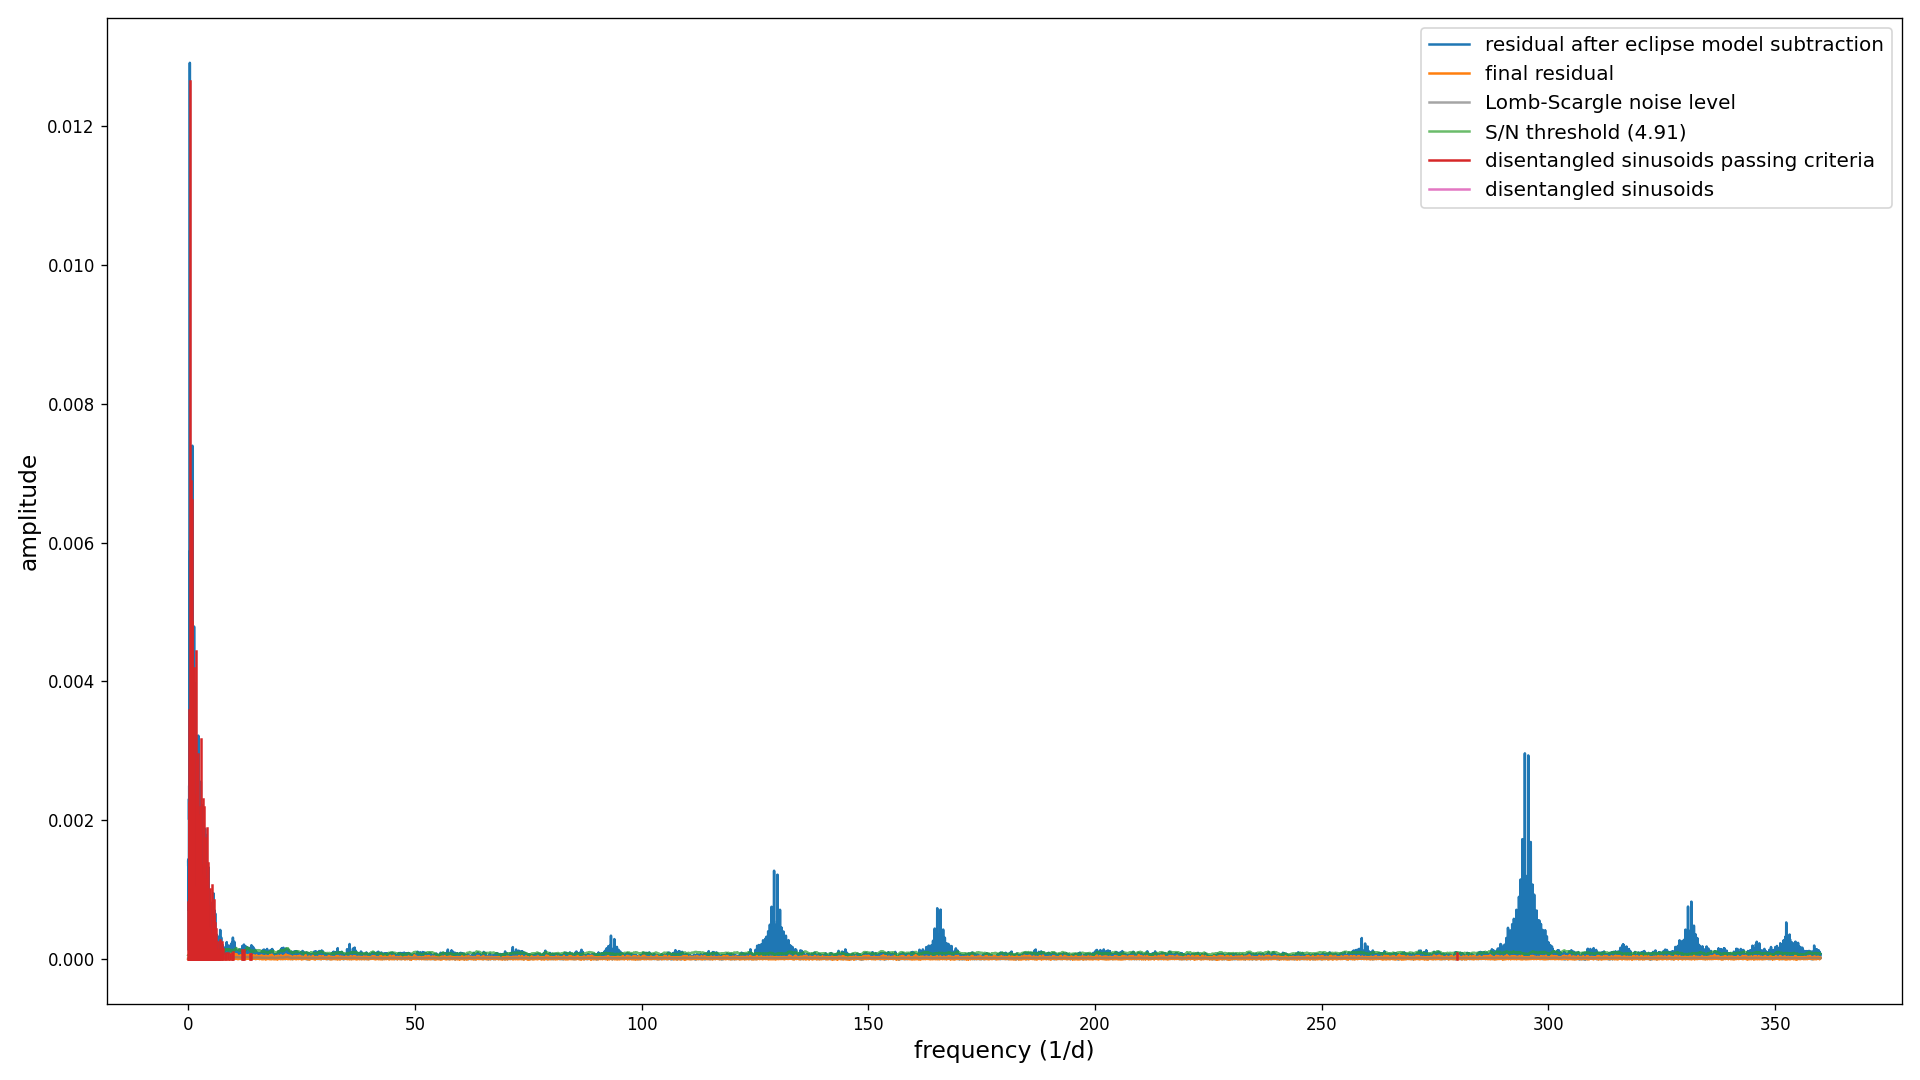 residual after eclipse model subtraction
final residual
Lomb-Scargle noise level
S/N threshold (4.91)
disentangled sinusoids passing criteria
disentangled sinusoids
amplitude
0.012
0.010
0.008
0.006
0.004
0.002
0.000
0 50 100 150 200 250 300 350
frequency (1/d)